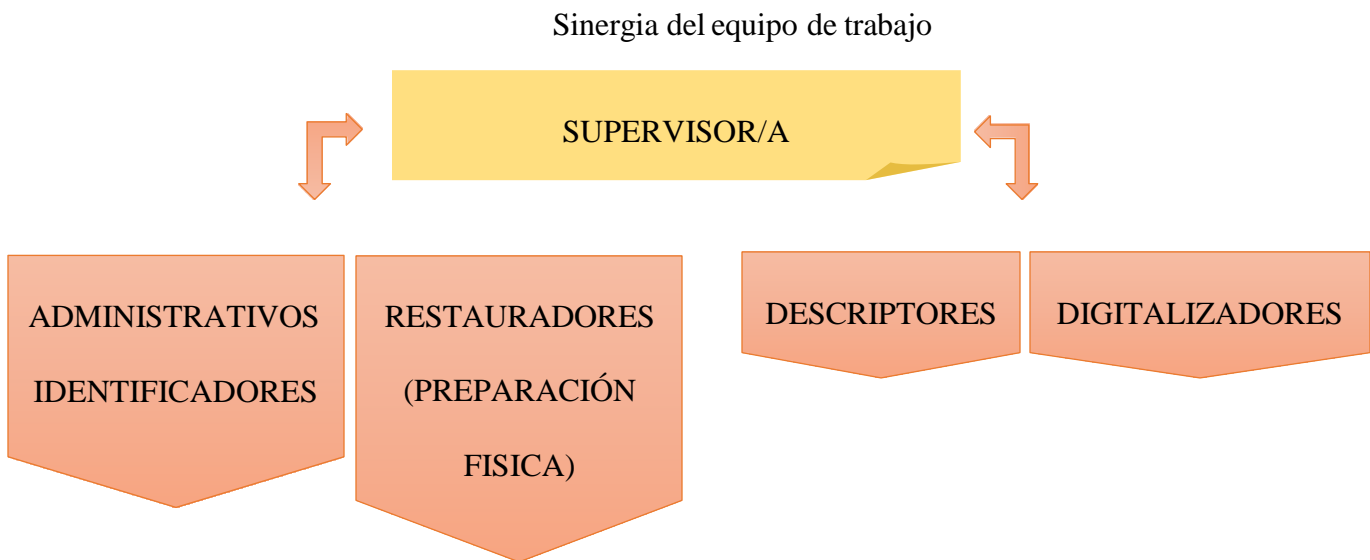 Sinergia del equipo de trabajo
SUPERVISOR/A
ADMINISTRATIVOS
IDENTIFICADORES
RESTAURADORES
(PREPARACIÓN
FISICA)
DESCRIPTORES
DIGITALIZADORES